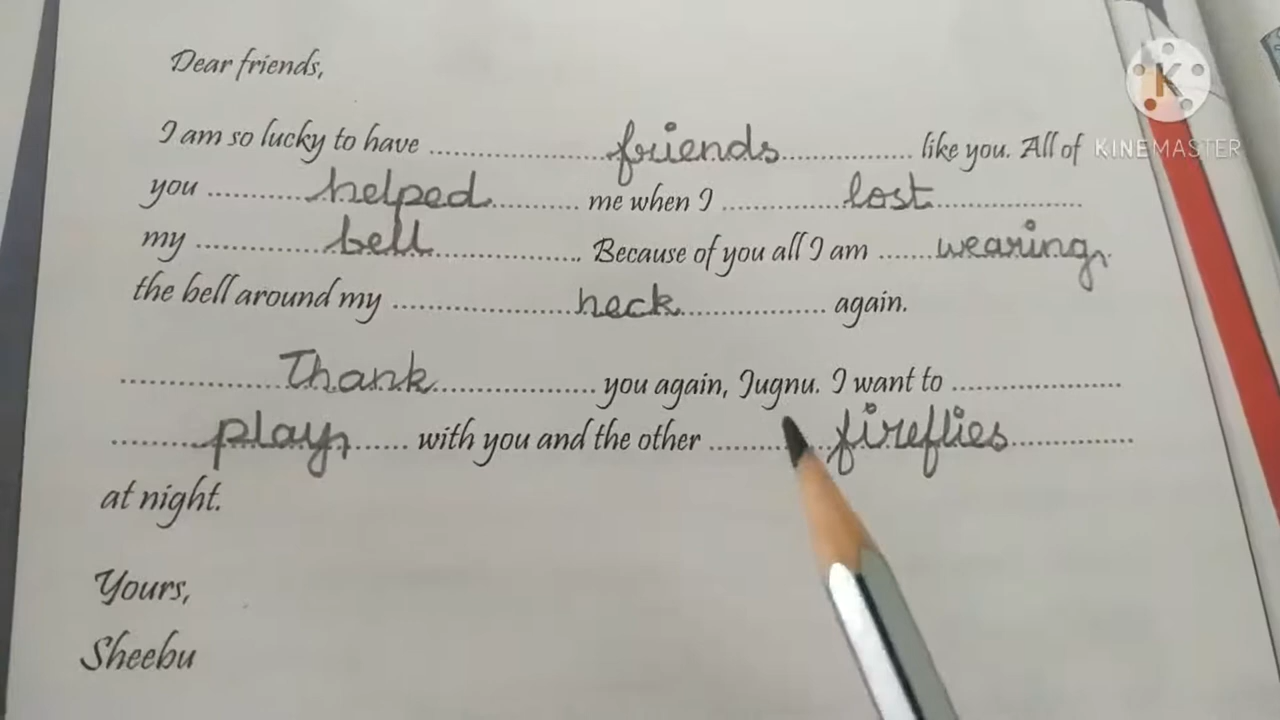 Dear friends,
I am so lucky to have ........................friends................. like you. All of
you ..............helped........... me when I ................lost....................
my ................bell.................... Because of you all I am .......wearing
the bell around my .......................neck.................... again.
....................Thank...................... you again, Jugnu. I want to ......................
............play....... with you and the other ...............fireflies...............
at night.
Yours,
Sheebu
K
KINEMASTER